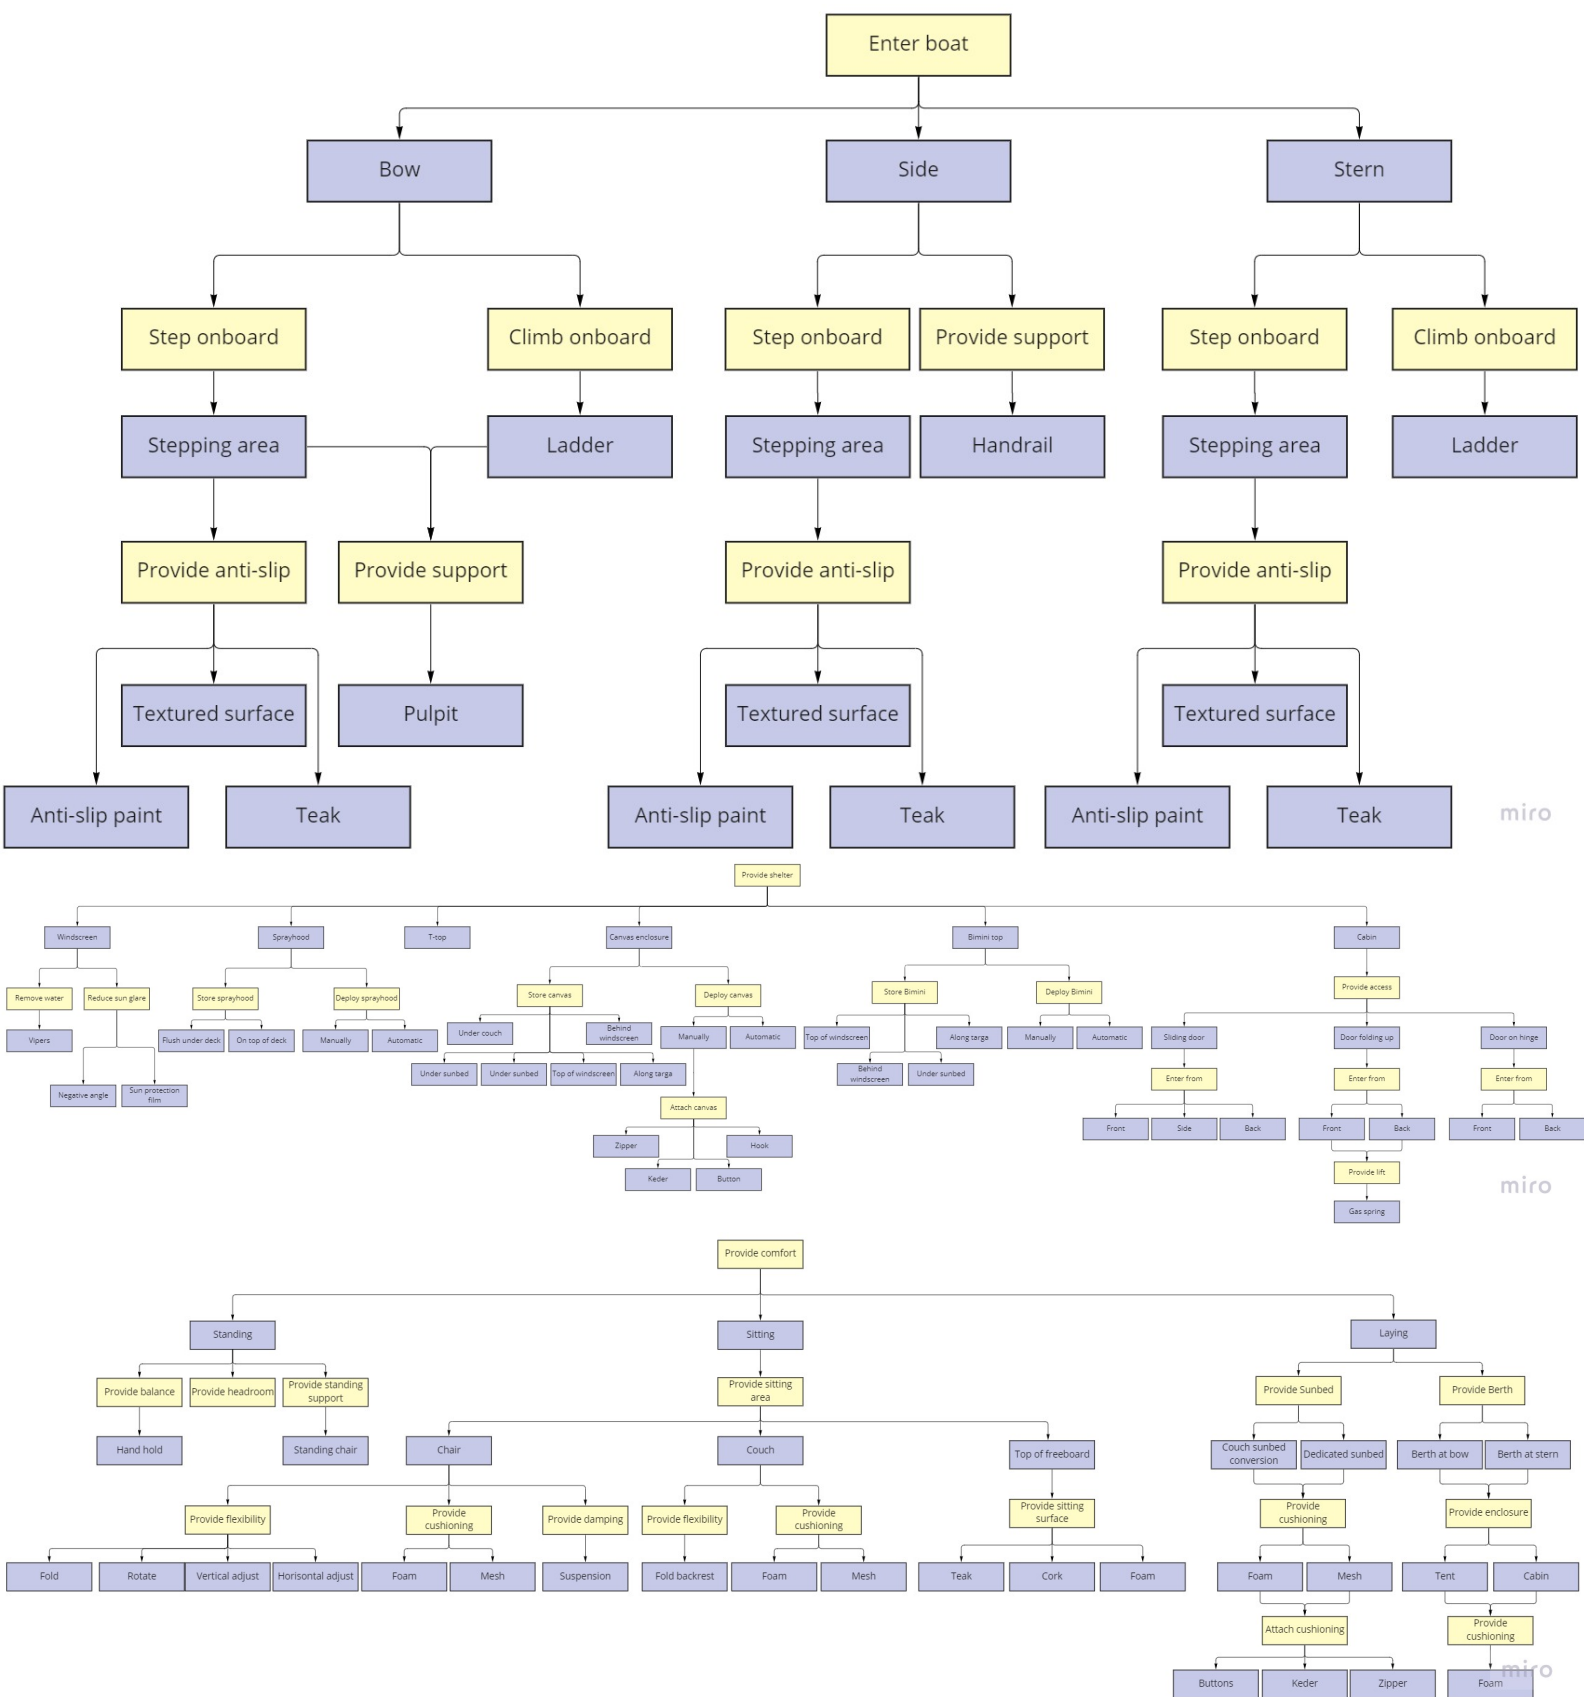 Enter boat
Bow
Side
Stern
Step onboard
Climb onboard
Step onboard
Provide support
Step onboard
Climb onboard
Stepping area
Ladder
Stepping area
Handrail
Stepping area
Ladder
Provide anti-slip
Provide support
Provide anti-slip
Provide anti-slip
Textured surface
Pulpit
Textured surface
Textured surface
Anti-slip paint
Teak
Anti-slip paint
Teak
Anti-slip paint
Teak
miro
Provide shelter
Windscreen
Sprayhood
T-top
Canvas enclosure
Bimini top
Cabin
Remove water
Reduce sun glare
Store sprayhood
Deploy sprayhood
Store canvas
Deploy canvas
Store Bimini
Deploy Bimini
Provide access
Vipers
Flush under deck
On top of deck
Manually
Automatic
Under couch
Behind
windscreen
Manually
Automatic
Top of windscreen
Along targa
Manually
Automatic
Sliding door
Door folding up
Door on hinge
Negative angle
Sun protection
film
Under sunbed
Under sunbed
Top of windscreen
Along targa
Behind
windscreen
Under sunbed
Enter from
Enter from
Enter from
Attach canvas
Front
Side
Back
Front
Back
Front
Back
Zipper
Hook
Keder
Button
Provide lift
Gas spring
miro
Provide comfort
Standing
Sitting
Laying
Provide balance
Provide headroom
Provide standing
support
Provide sitting
area
Provide Sunbed
Provide Berth
Hand hold
Standing chair
Chair
Couch
Top of freeboard
Couch sunbed
conversion
Dedicated sunbed
Berth at bow
Berth at stern
Provide flexibility
Provide
cushioning
Provide damping
Provide flexibility
Provide
cushioning
Provide sitting
surface
Provide
cushioning
Provide enclosure
Fold
Rotate
Vertical adjust
Horisontal adjust
Foam
Mesh
Suspension
Fold backrest
Foam
Mesh
Teak
Cork
Foam
Foam
Mesh
Tent
Cabin
Attach cushioning
Provide
cushioning
Buttons
Keder
Zipper
Foam
miro